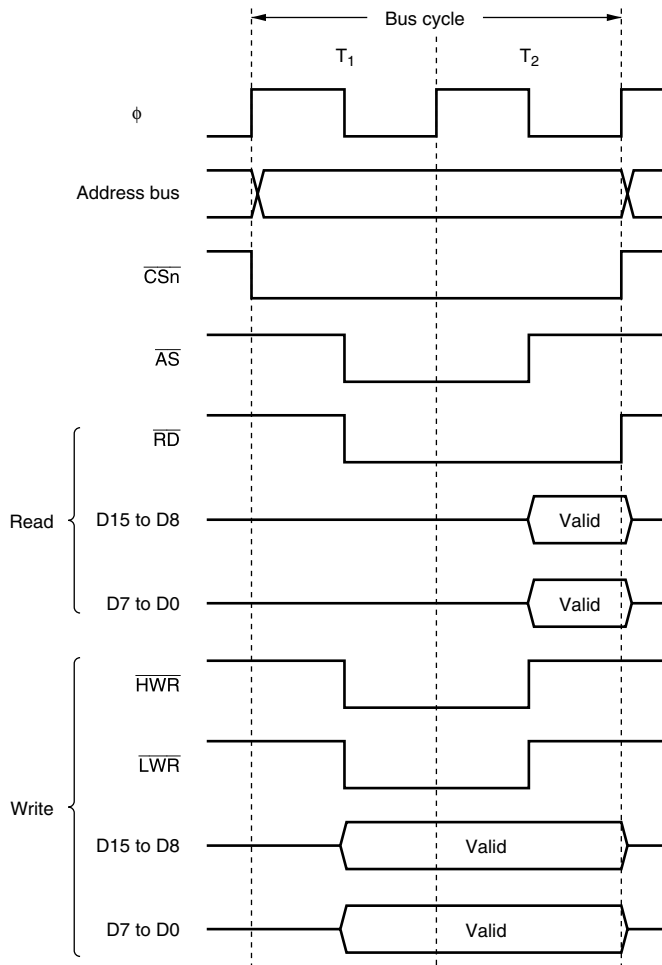 Bus cycle
T1 T2
ϕ
Address bus
CSn
AS
RD
Read
D15 to D8 Valid
D7 to D0 Valid
HWR
LWR
Write
D15 to D8 Valid
D7 to D0 Valid